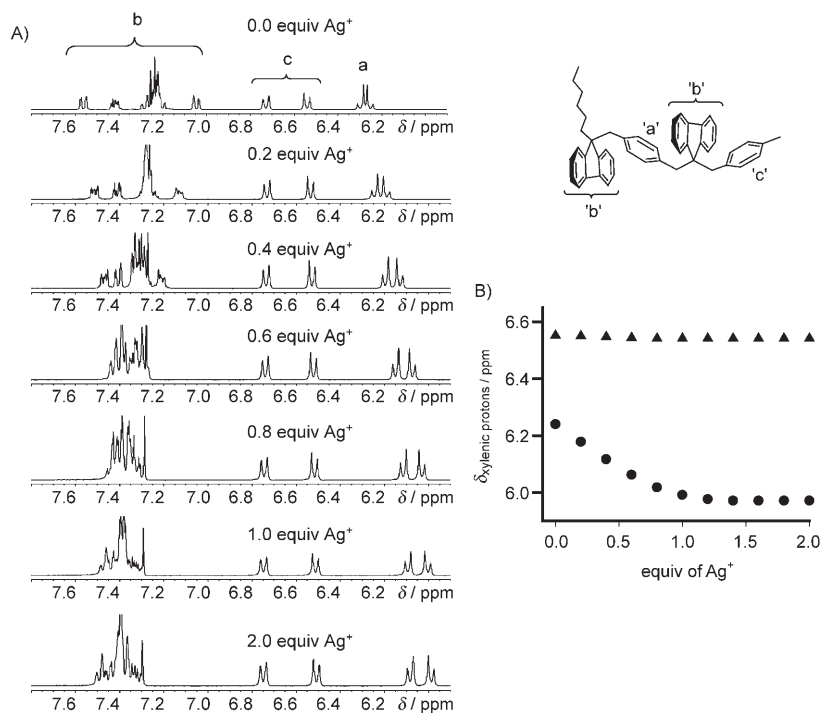 A)
b
0.0 equiv Ag⁺
c
a
7.6 7.4 7.2 7.0 6.8 6.6 6.4 6.2 δ / ppm
0.2 equiv Ag⁺
7.6 7.4 7.2 7.0 6.8 6.6 6.4 6.2 δ / ppm
0.4 equiv Ag⁺
7.6 7.4 7.2 7.0 6.8 6.6 6.4 6.2 δ / ppm
0.6 equiv Ag⁺
7.6 7.4 7.2 7.0 6.8 6.6 6.4 6.2 δ / ppm
0.8 equiv Ag⁺
7.6 7.4 7.2 7.0 6.8 6.6 6.4 6.2 δ / ppm
1.0 equiv Ag⁺
7.6 7.4 7.2 7.0 6.8 6.6 6.4 6.2 δ / ppm
2.0 equiv Ag⁺
7.6 7.4 7.2 7.0 6.8 6.6 6.4 6.2 δ / ppm
'b'
'a'
'c'
'b'
B)
δxylenic protons / ppm
6.6
6.4
6.2
6.0
0.0 0.5 1.0 1.5 2.0
equiv of Ag⁺